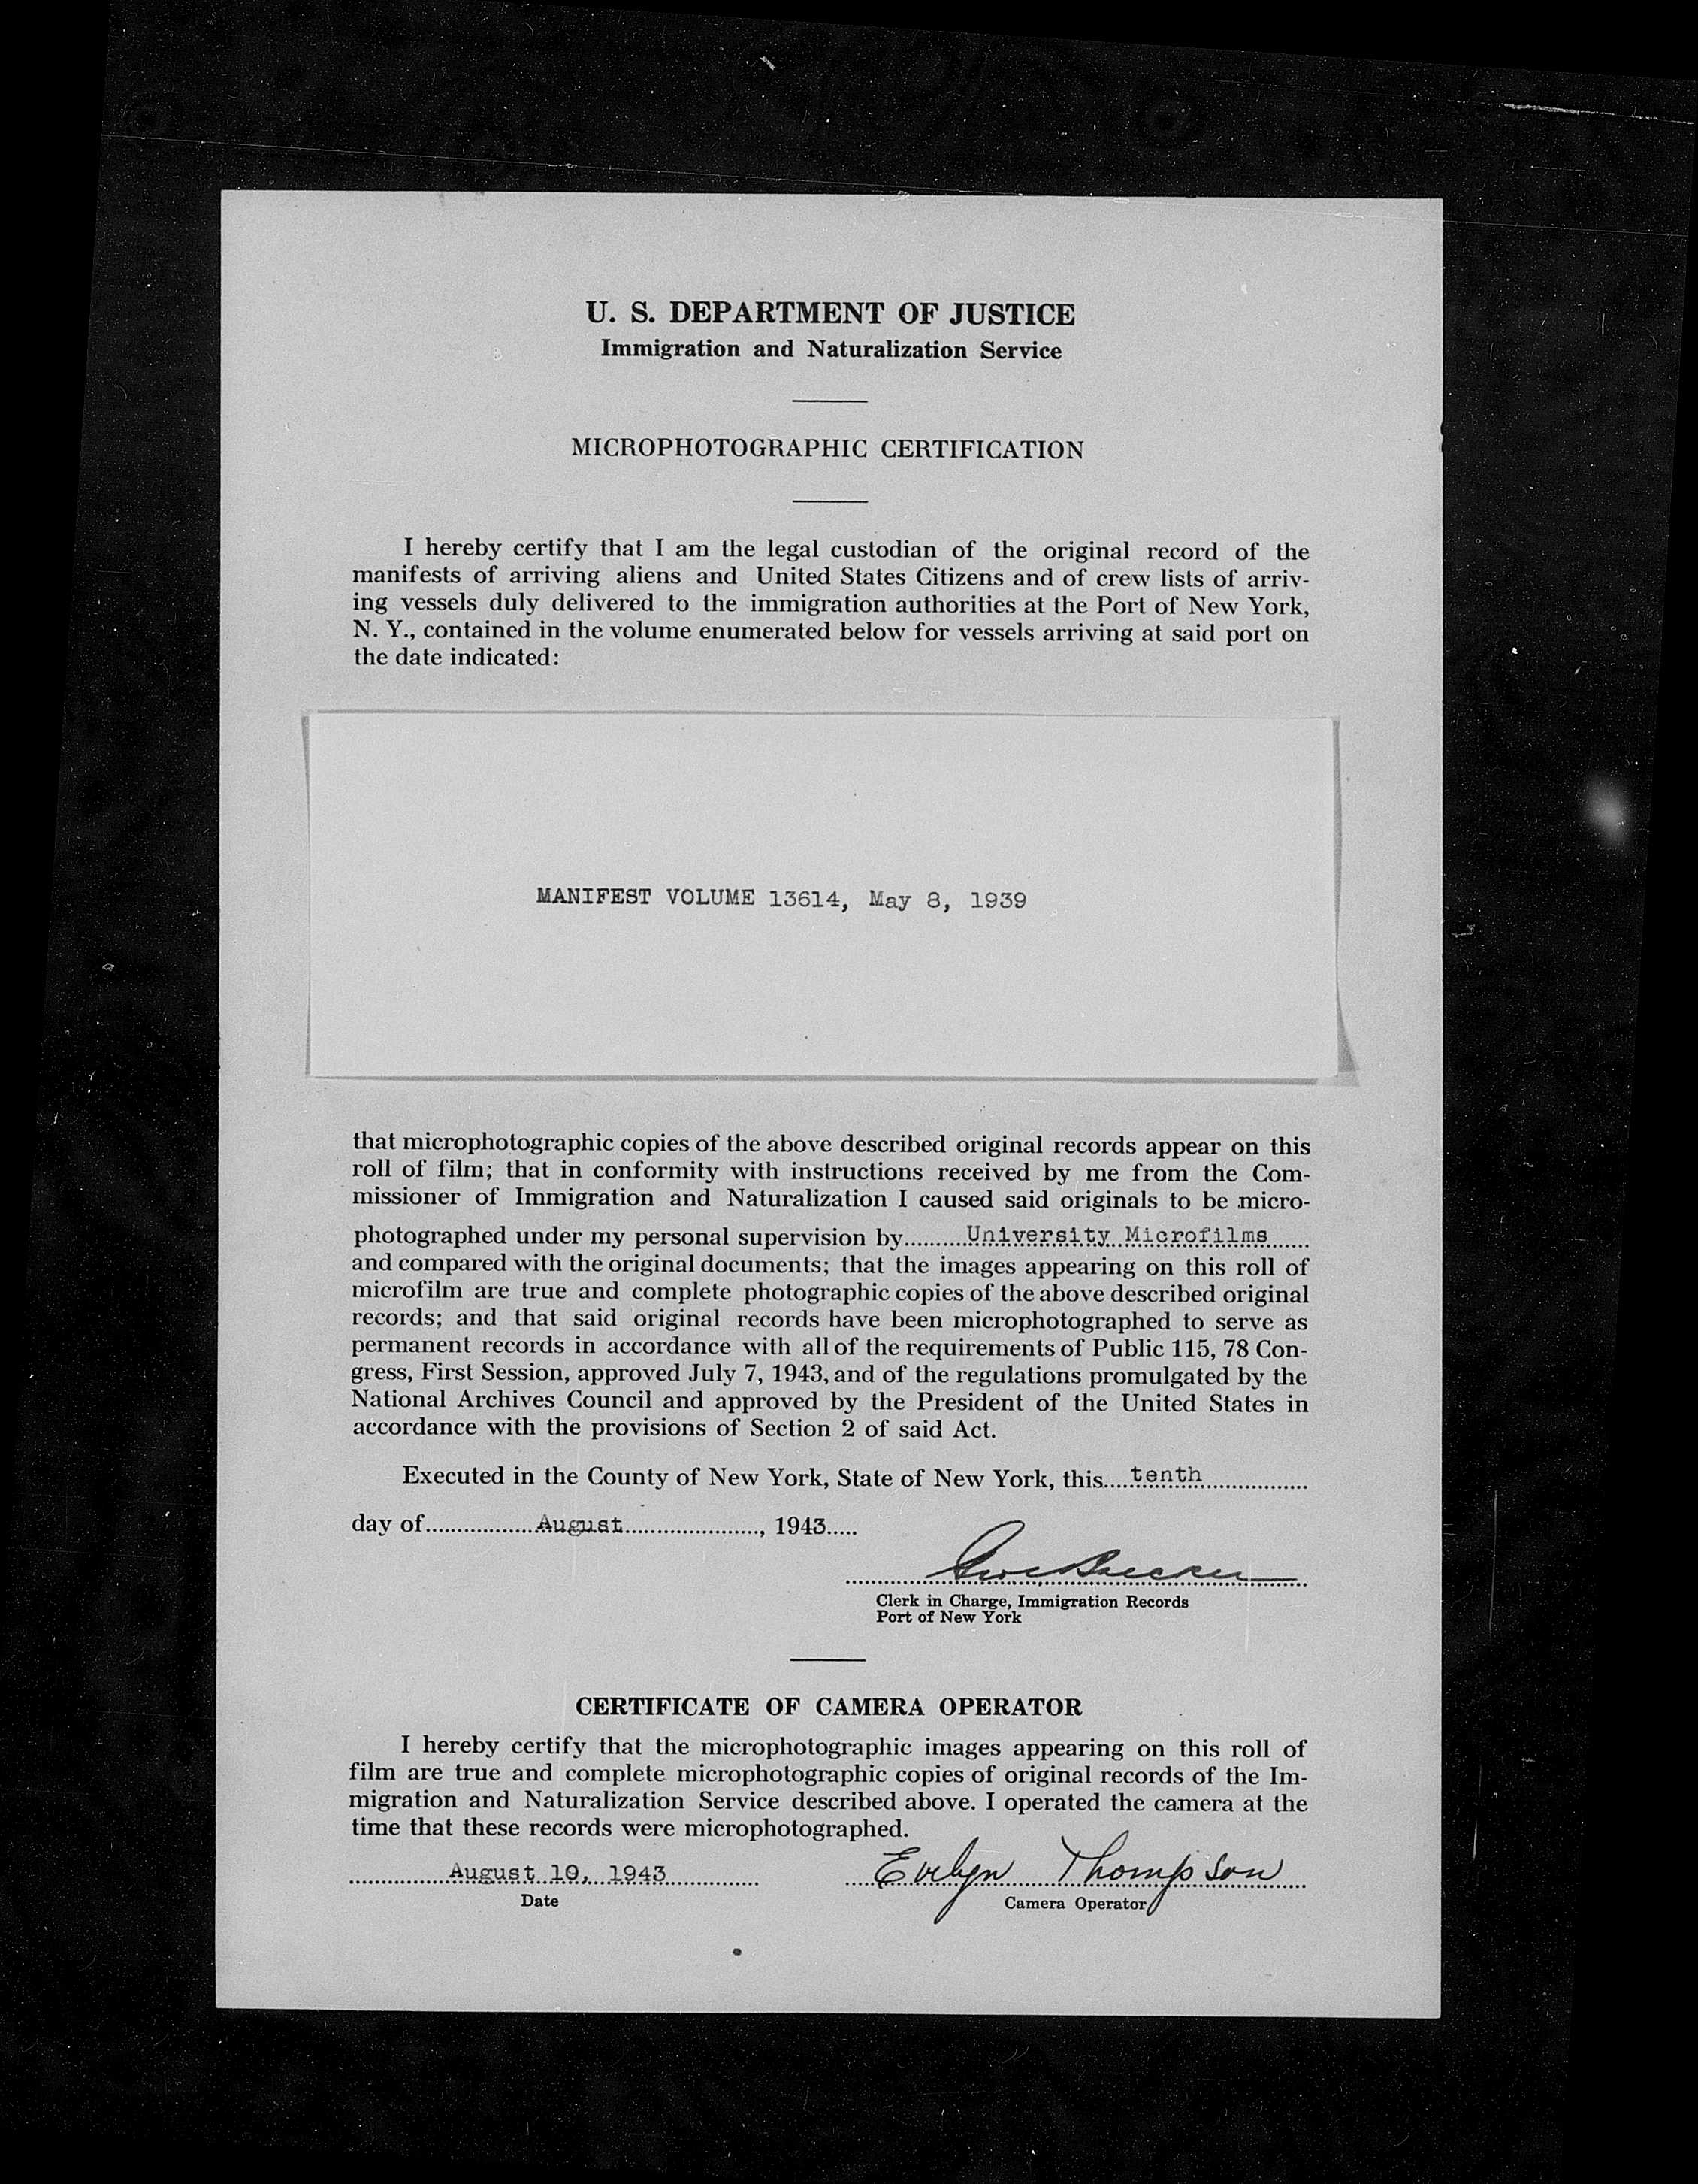 U. S. DEPARTMENT OF JUSTICE
Immigration and Naturalization Service
MICROPHOTOGRAPHIC CERTIFICATION
I hereby certify that I am the legal custodian of the original record of the
manifests of arriving aliens and United States Citizens and of crew lists of arriv-
ing vessels duly delivered to the immigration authorities at the Port of New York,
N. Y., contained in the volume enumerated below for vessels arriving at said port on
the date indicated:
MANIFEST VOLUME 13614, May 8, 1939
that microphotographic copies of the above described original records appear on this
roll of film; that in conformity with instructions received by me from the Com-
missioner of Immigration and Naturalization I caused said originals to be micro-
photographed under my personal supervision by University Microfilms
and compared with the original documents; that the images appearing on this roll of
microfilm are true and complete photographic copies of the above described original
records; and that said original records have been microphotographed to serve as
permanent records in accordance with all of the requirements of Public 115, 78 Con-
gress, First Session, approved July 7, 1943, and of the regulations promulgated by the
National Archives Council and approved by the President of the United States in
accordance with the provisions of Section 2 of said Act.
Executed in the County of New York, State of New York, this tenth
day of August, 1943
Clerk in Charge, Immigration Records
Port of New York
CERTIFICATE OF CAMERA OPERATOR
I hereby certify that the microphotographic images appearing on this roll of
film are true and complete microphotographic copies of original records of the Im-
migration and Naturalization Service described above. I operated the camera at the
time that these records were microphotographed.
August 10, 1943 Evelyn Thompson
Date Camera Operator